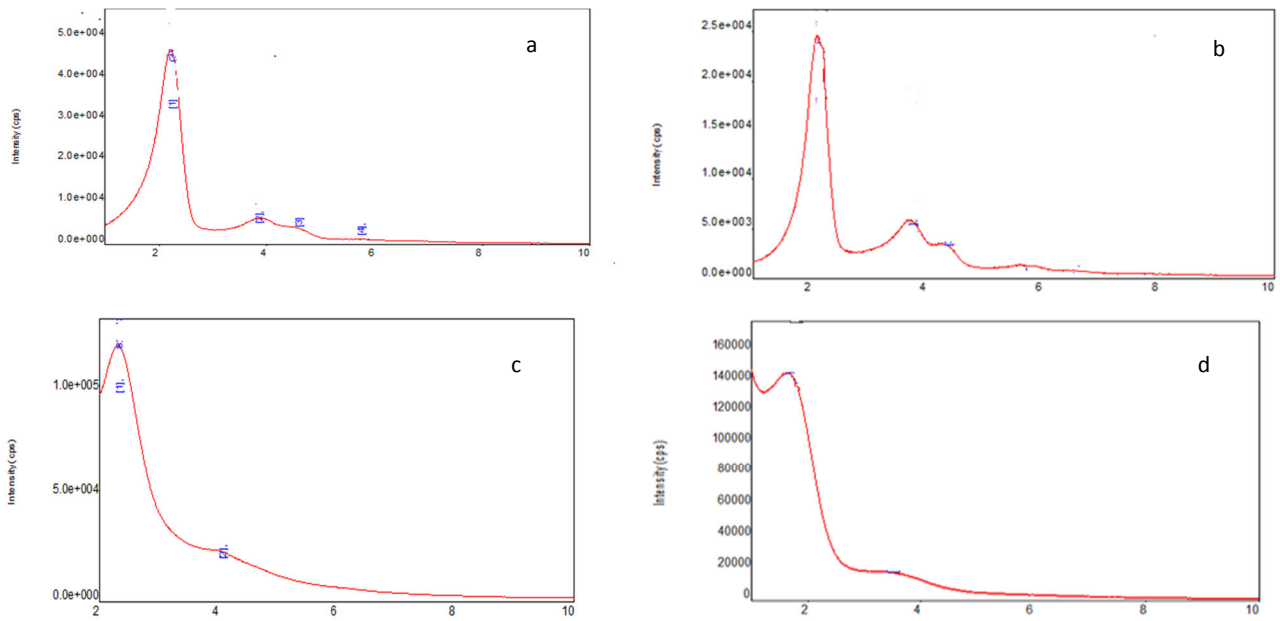 a
5.0e+004
4.0e+004
3.0e+004
2.0e+004
1.0e+004
0.0e+000
Intensity (cps)
[1]
[2]
[3]
[4]
2 4 6 8 10
b
2.5e+004
2.0e+004
1.5e+004
1.0e+004
5.0e+003
0.0e+000
Intensity (cps)
2 4 6 8 10
c
1.0e+005
5.0e+004
0.0e+000
Intensity (cps)
[1].
[2].
2 4 6 8 10
d
160000
140000
120000
100000
80000
60000
40000
20000
0
Intensity (cps)
2 4 6 8 10